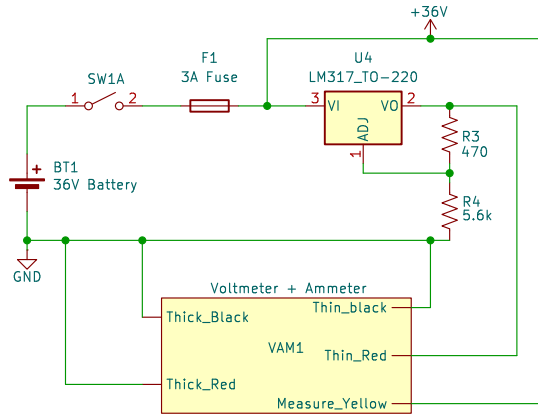 +36V
F1
3A Fuse
U4
LM317_TO-220
SW1A
1 2
3 VI VO 2
ADJ
1
R3
470
BT1
36V Battery
+
R4
5.6k
GND
Voltmeter + Ammeter
Thin_black
Thick_Black
VAM1
Thin_Red
Thick_Red
Measure_Yellow